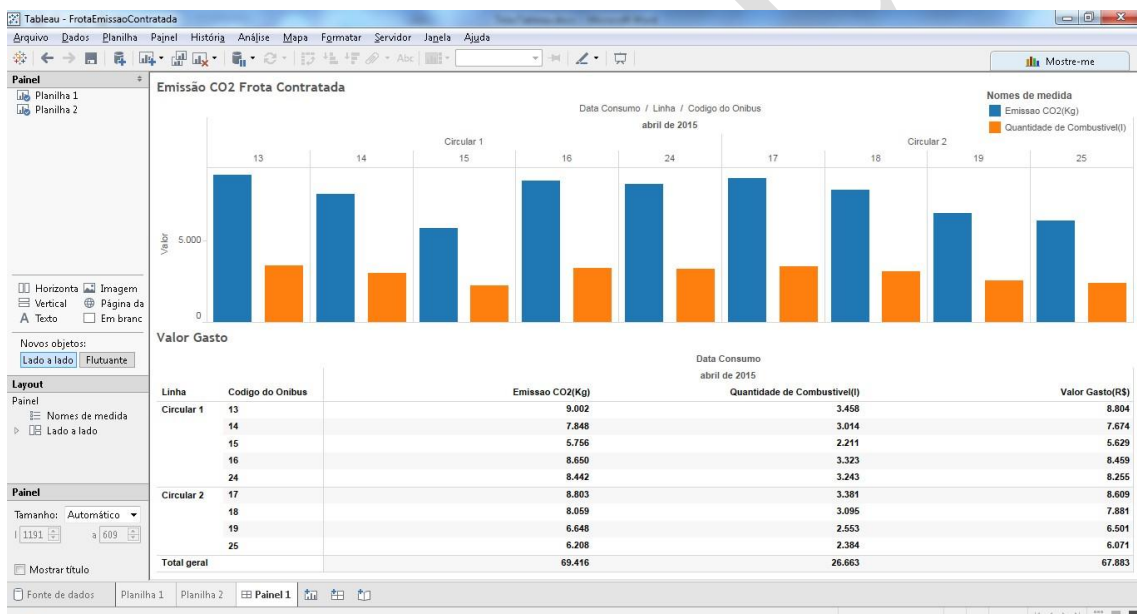 Tableau - FrotaEmissaoContratada
Arquivo Dados Planilha Painel História Análise Mapa Formatar Servidor Janela Ajuda
Abc
Mostre-me
Painel
Planilha 1
Planilha 2
Horizonta Imagem
Vertical Página da
A Texto Em branc
Novos objetos:
Lado a lado Flutuante
Layout
Painel
Nomes de medida
Lado a lado
Painel
Tamanho: Automático
l 1191 a 609
Mostrar título
Emissão CO2 Frota Contratada
Data Consumo / Linha / Codigo do Onibus
abril de 2015
Circular 1 Circular 2
13 14 15 16 24 17 18 19 25
Nomes de medida
Emissao CO2(Kg)
Quantidade de Combustivel(l)
Valor
5.000
0
Valor Gasto
Data Consumo
abril de 2015
Linha Codigo do Onibus Emissao CO2(Kg) Quantidade de Combustivel(l) Valor Gasto(R$)
Circular 1 13 9.002 3.458 8.804
14 7.848 3.014 7.674
15 5.756 2.211 5.629
16 8.650 3.323 8.459
24 8.442 3.243 8.255
Circular 2 17 8.803 3.381 8.609
18 8.059 3.095 7.881
19 6.648 2.553 6.501
25 6.208 2.384 6.071
Total geral 69.416 26.663 67.883
Fonte de dados Planilha 1 Planilha 2 Painel 1